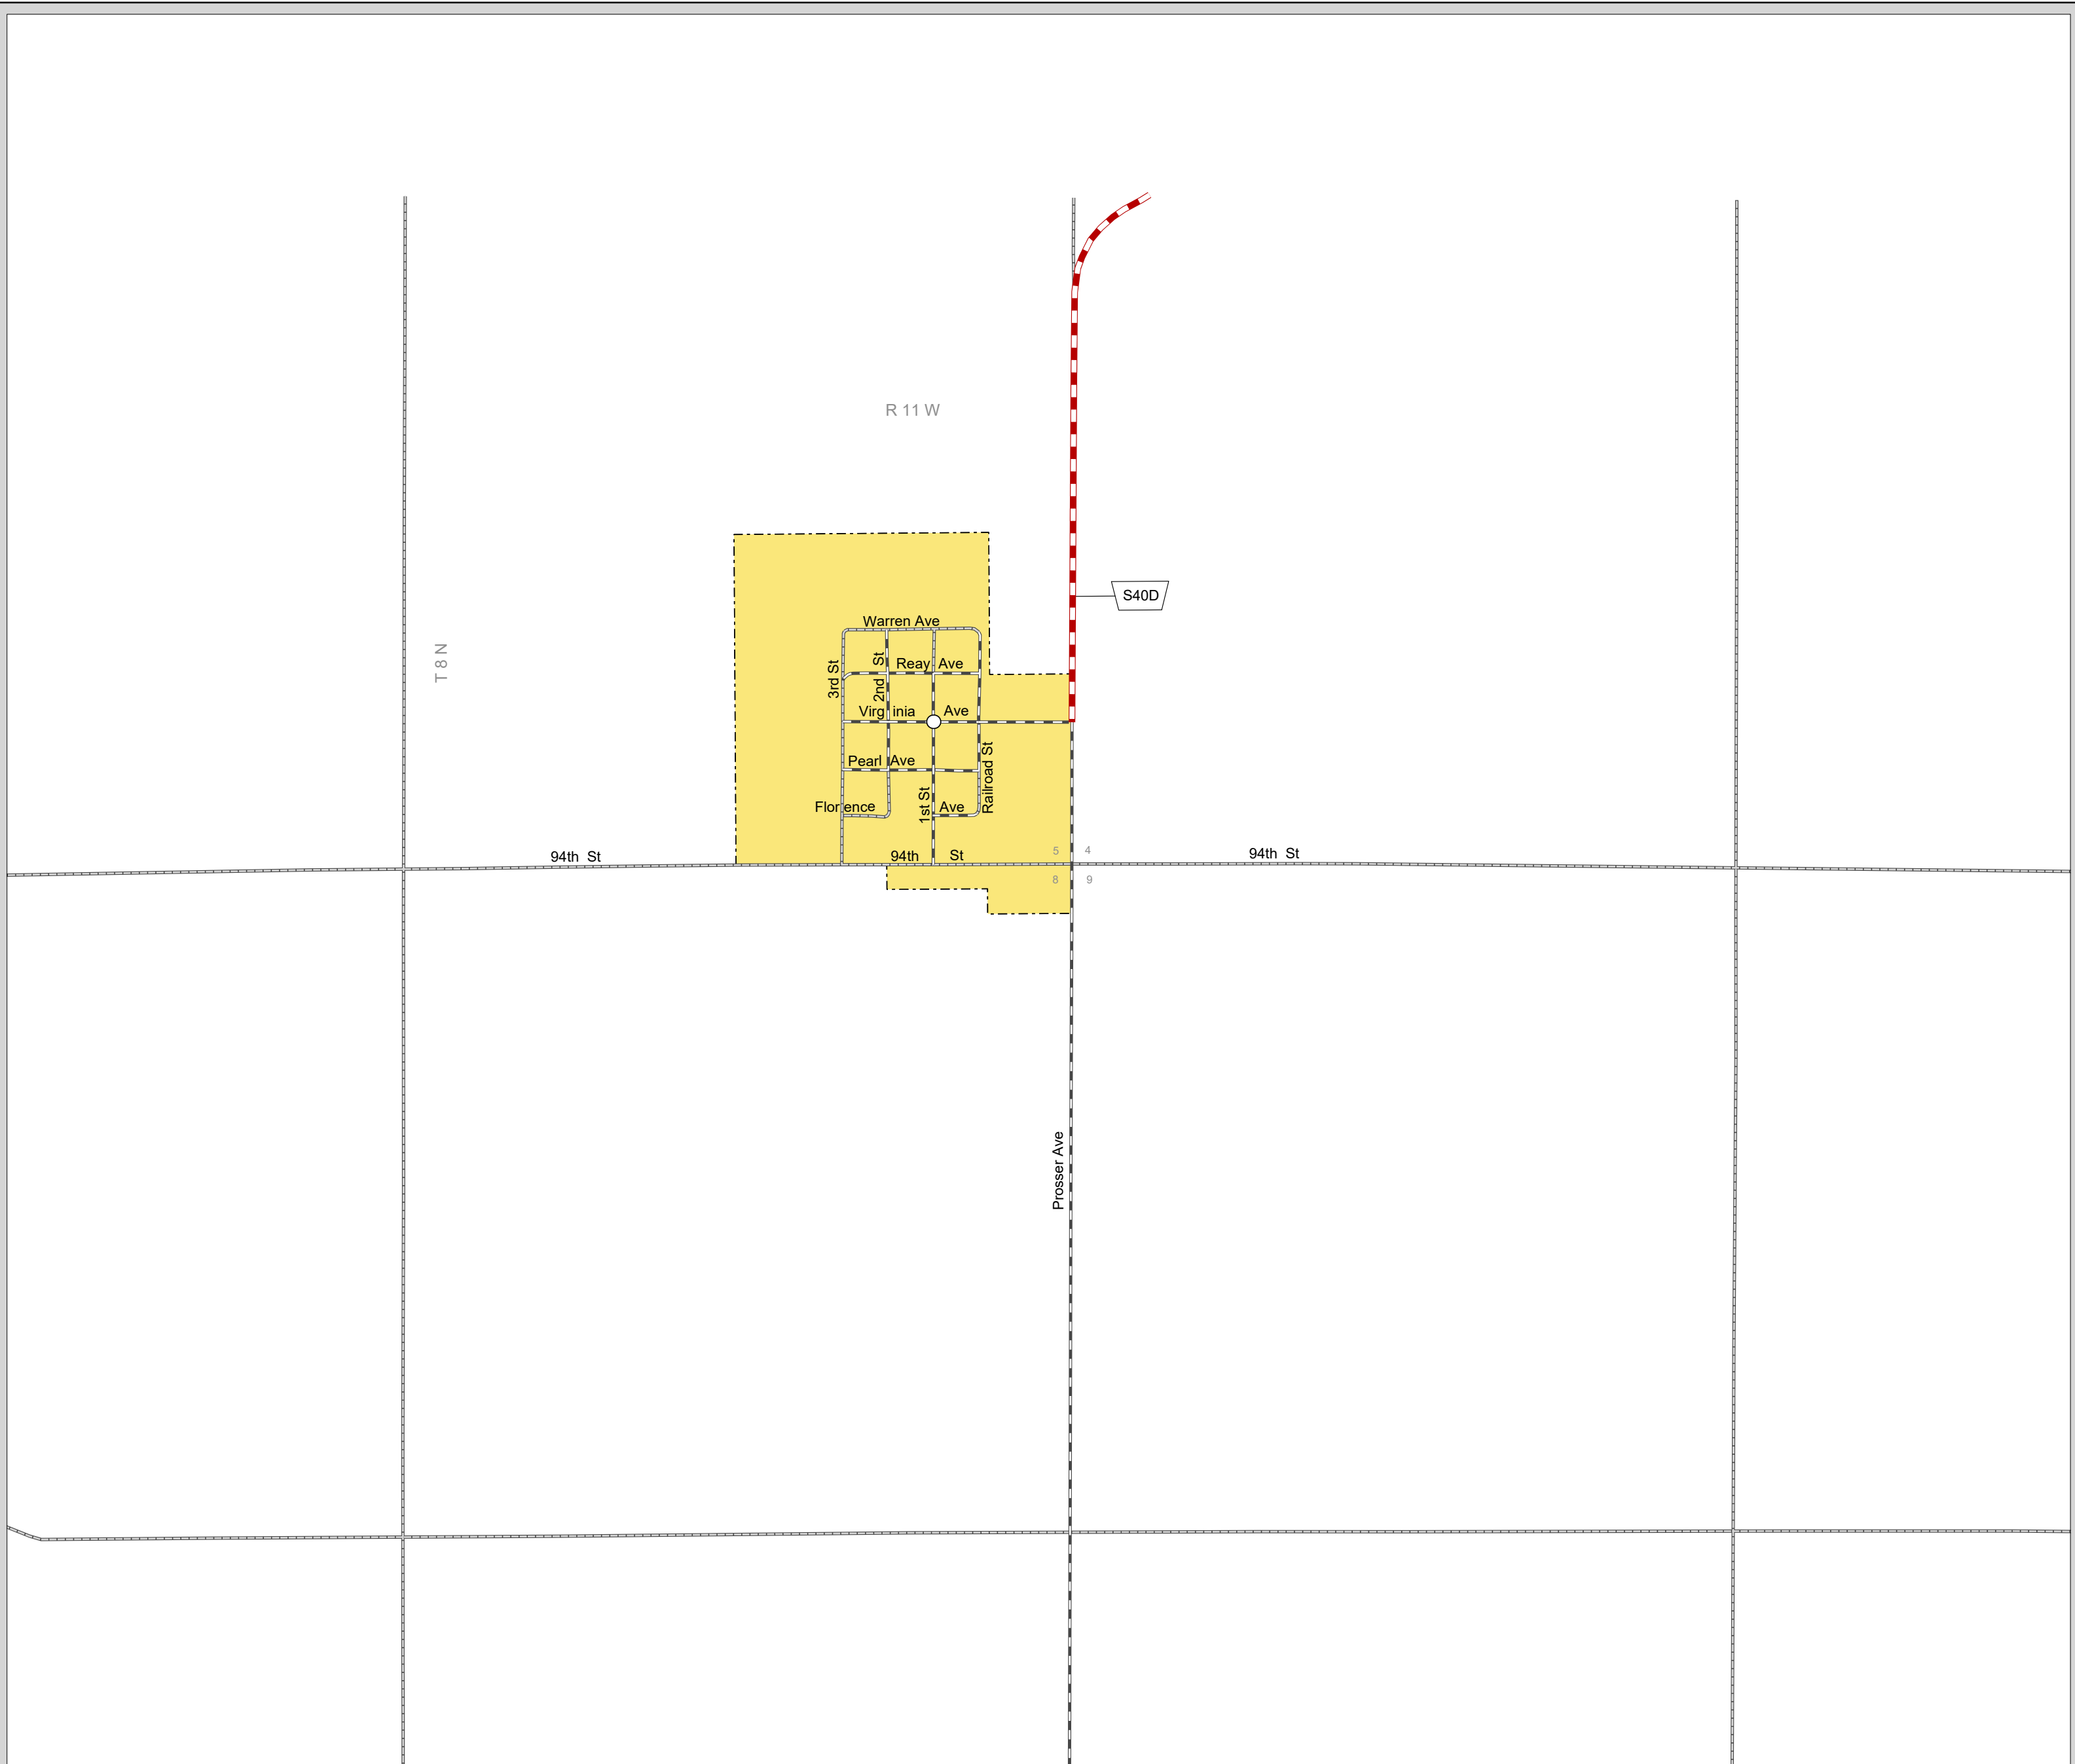 R 11 W
S40D
T 8 N
Warren Ave
3rd St
2nd St
Reay Ave
Virginia Ave
Pearl Ave
Railroad St
Florence Ave
1st St
94th St
94th St
94th St
5 4
8 9
Prosser Ave